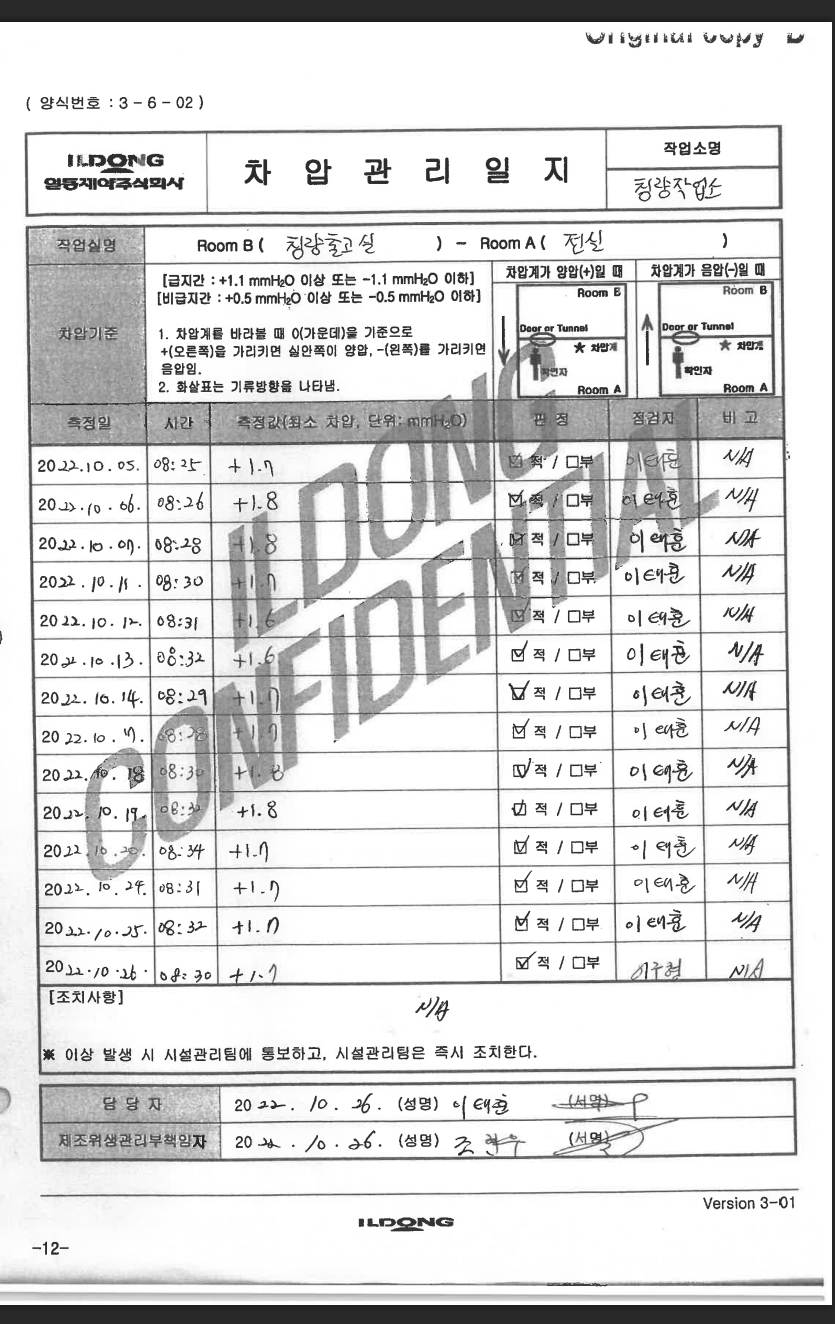 Original copy B
( 양식번호 : 3 - 6 - 02 )
ILDONG
일동제약주식회사
차 압 관 리 일 지
작업소명
칭량작업소
작업실명
Room B ( 칭량출고실 ) - Room A ( 전실 )
차압기준
[급지간 : +1.1 mmH₂O 이상 또는 -1.1 mmH₂O 이하]
[비급지간 : +0.5 mmH₂O 이상 또는 -0.5 mmH₂O 이하]
1. 차압계를 바라볼 때 0(가운데)을 기준으로
+(오른쪽)을 가리키면 실안쪽이 양압, -(왼쪽)를 가리키면
음압임.
2. 화살표는 기류방향을 나타냄.
차압계가 양압(+)일 때
Room B
Door or Tunnel
★ 차압계
확인자
Room A
차압계가 음압(-)일 때
Room B
Door or Tunnel
★ 차압계
확인자
Room A
측정일 시간 측정값(최소 차압, 단위: mmH₂O) 판 정 점검자 비 고
2022.10.05. 08:25 +1.7 ☑적 / □부 이태훈 N/A
2022.10.06. 08:26 +1.8 ☑적 / □부 이태훈 N/A
2022.10.07. 08:28 +1.8 ☑적 / □부 이태훈 N/A
2022.10.11. 08:30 +1.7 ☑적 / □부 이태훈 N/A
2022.10.12. 08:31 +1.6 ☑적 / □부 이태훈 N/A
2022.10.13. 08:32 +1.6 ☑적 / □부 이태훈 N/A
2022.10.14. 08:29 +1.7 ☑적 / □부 이태훈 N/A
2022.10.17. 08:28 +1.7 ☑적 / □부 이태훈 N/A
2022.10.18 08:30 +1.8 ☑적 / □부 이태훈 N/A
2022.10.19. 08:32 +1.8 ☑적 / □부 이태훈 N/A
2022.10.20. 08:34 +1.7 ☑적 / □부 이태훈 N/A
2022.10.24. 08:31 +1.7 ☑적 / □부 이태훈 N/A
2022.10.25. 08:32 +1.7 ☑적 / □부 이태훈 N/A
2022.10.26. 08:30 +1.7 ☑적 / □부 N/A
[조치사항]
N/A
※ 이상 발생 시 시설관리팀에 통보하고, 시설관리팀은 즉시 조치한다.
담 당 자 2022. 10. 26. (성명) 이태훈 (서명)
제조위생관리부책임자 2022. 10. 26. (성명) 조현우 (서명)
Version 3-01
ILDONG
-12-
ILDONG
CONFIDENTIAL